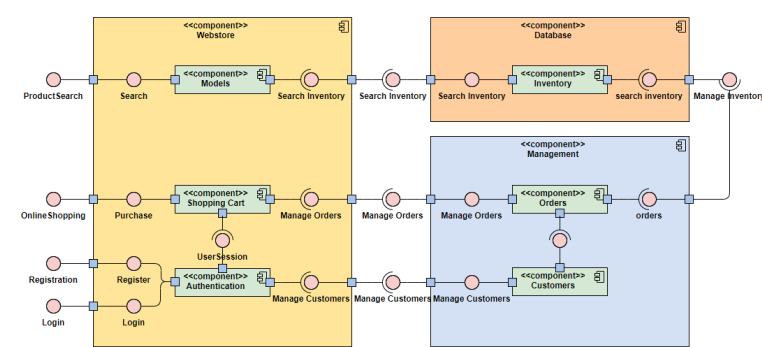 <<component>>
Webstore
<<component>>
Database
<<component>>
Models
<<component>>
Inventory
ProductSearch
Search
Search Inventory
Search Inventory
Search Inventory
search inventory
Manage Inventory
<<component>>
Management
<<component>>
Shopping Cart
<<component>>
Orders
OnlineShopping
Purchase
Manage Orders
Manage Orders
Manage Orders
orders
UserSession
<<component>>
Authentication
<<component>>
Customers
Registration
Register
Manage Customers
Manage Customers
Manage Customers
Login
Login